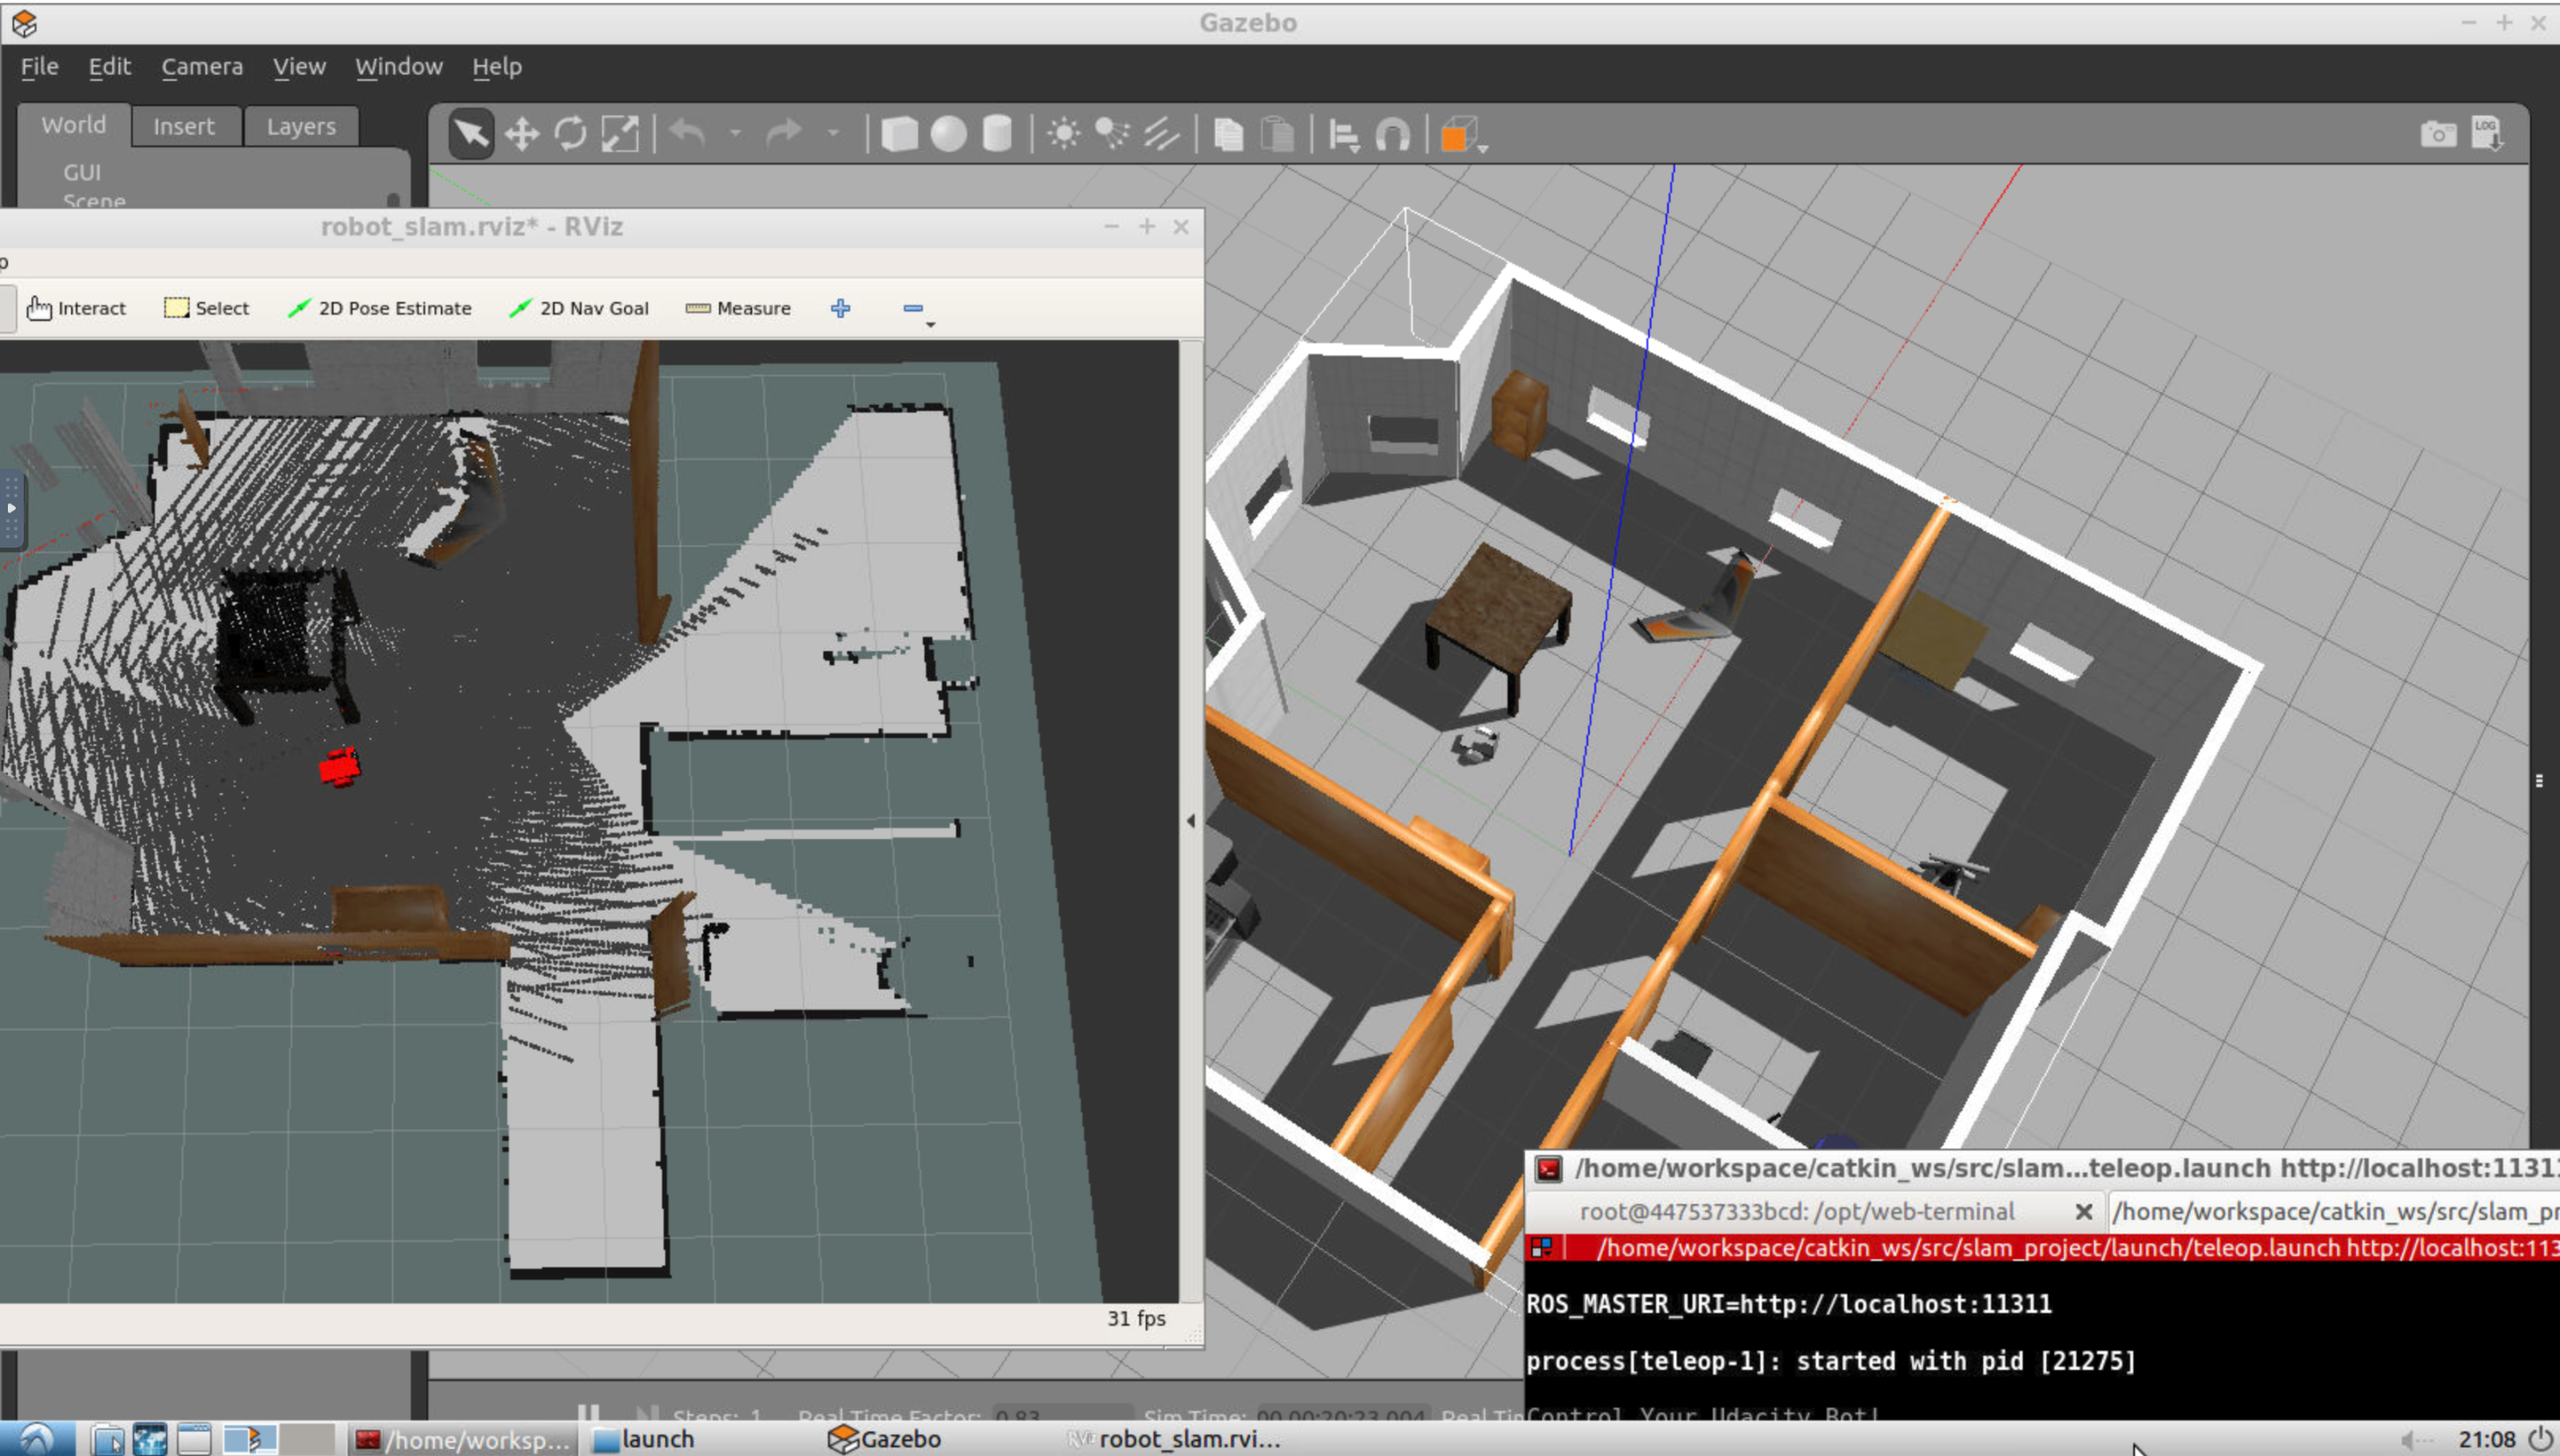 Gazebo
File Edit Camera View Window Help
World Insert Layers
LOG
GUI
Scene
robot_slam.rviz* - RViz
p
Interact Select 2D Pose Estimate 2D Nav Goal Measure
31 fps
/home/workspace/catkin_ws/src/slam...teleop.launch http://localhost:11311
root@447537333bcd: /opt/web-terminal
/home/workspace/catkin_ws/src/slam_pr
/home/workspace/catkin_ws/src/slam_project/launch/teleop.launch http://localhost:113
ROS_MASTER_URI=http://localhost:11311
process[teleop-1]: started with pid [21275]
Control Your Udacity Bot!
Steps: 1 Real Time Factor: 0.83 Sim Time: 00 00:20:23.004 Real Tim
/home/worksp... launch Gazebo robot_slam.rvi... 21:08